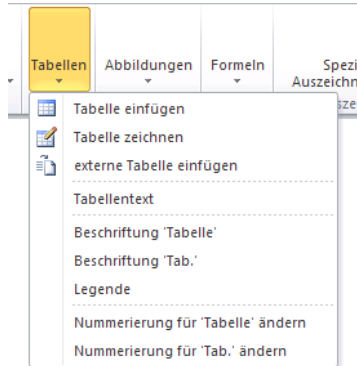 Tabellen Abbildungen Formeln Spezi
Auszeichn
sze
Tabelle einfügen
Tabelle zeichnen
externe Tabelle einfügen
Tabellentext
Beschriftung 'Tabelle'
Beschriftung 'Tab.'
Legende
Nummerierung für 'Tabelle' ändern
Nummerierung für 'Tab.' ändern